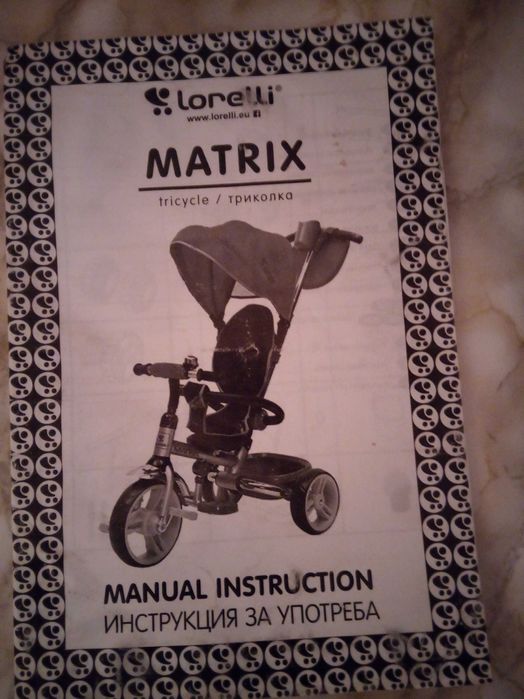 Lorelli®
www.lorelli.eu
MATRIX
tricycle / триколка
MANUAL INSTRUCTION
ИНСТРУКЦИЯ ЗА УПОТРЕБА